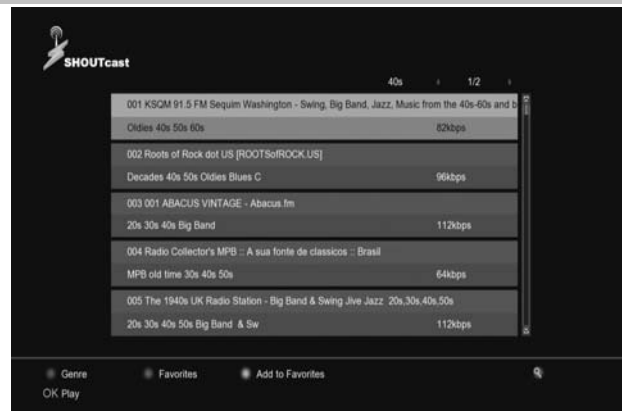 SHOUTcast
40s 1/2
001 KSQM 91.5 FM Sequim Washington - Swing, Big Band, Jazz, Music from the 40s-60s and b
Oldies 40s 50s 60s 82kbps
002 Roots of Rock dot US [ROOTSofROCK.US]
Decades 40s 50s Oldies Blues C 96kbps
003 001 ABACUS VINTAGE - Abacus.fm
20s 30s 40s Big Band 112kbps
004 Radio Collector's MPB :: A sua fonte de classicos :: Brasil
MPB old time 30s 40s 50s 64kbps
005 The 1940s UK Radio Station - Big Band & Swing Jive Jazz 20s,30s,40s,50s
20s 30s 40s 50s Big Band & Sw 112kbps
Genre Favorites Add to Favorites
OK Play